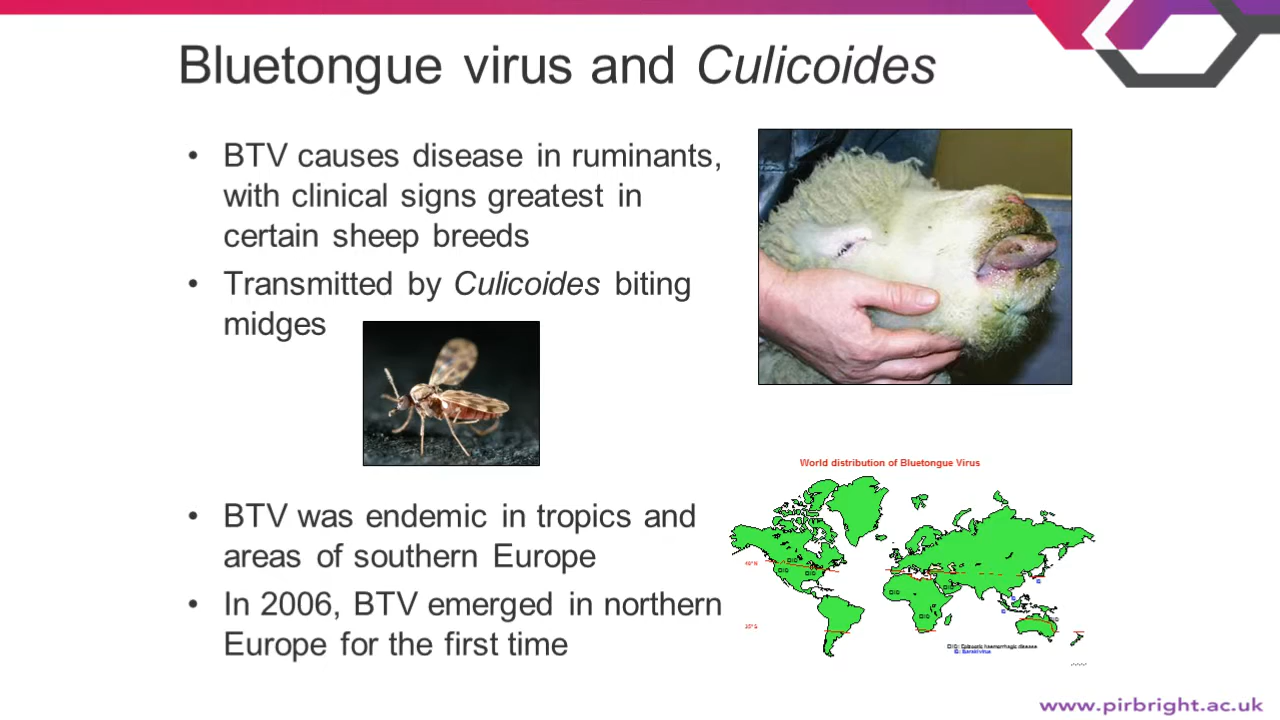 Bluetongue virus and Culicoides
• BTV causes disease in ruminants,
with clinical signs greatest in
certain sheep breeds
• Transmitted by Culicoides biting
midges
• BTV was endemic in tropics and
areas of southern Europe
• In 2006, BTV emerged in northern
Europe for the first time
World distribution of Bluetongue Virus
40°N
35°S
www.pirbright.ac.uk